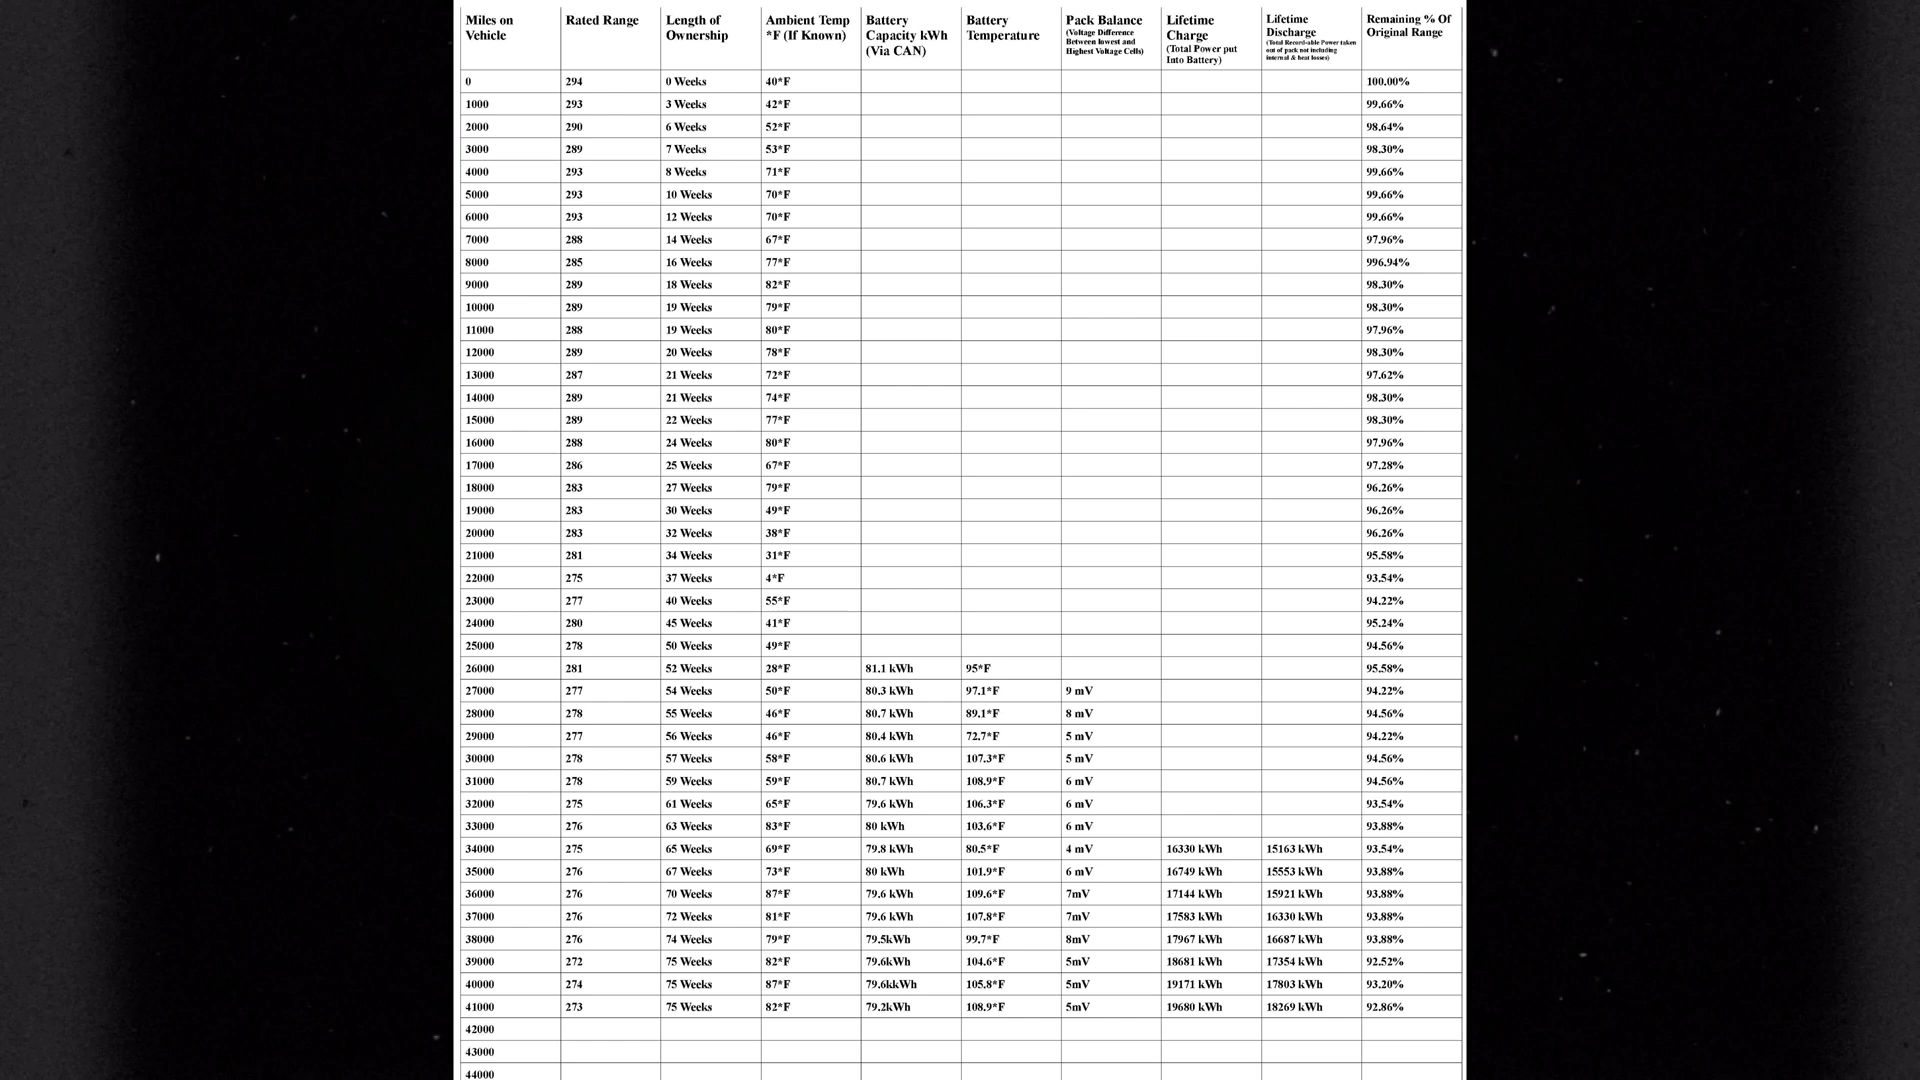 Miles on Vehicle Rated Range Length of Ownership Ambient Temp *F (If Known) Battery Capacity kWh (Via CAN) Battery Temperature Pack Balance (Voltage Difference Between lowest and Highest Voltage Cells) Lifetime Charge (Total Power put Into Battery) Lifetime Discharge (Total Record-able Power taken out of pack not including internal & heat losses) Remaining % Of Original Range
0 294 0 Weeks 40*F 100.00%
1000 293 3 Weeks 42*F 99.66%
2000 290 6 Weeks 52*F 98.64%
3000 289 7 Weeks 53*F 98.30%
4000 293 8 Weeks 71*F 99.66%
5000 293 10 Weeks 70*F 99.66%
6000 293 12 Weeks 70*F 99.66%
7000 288 14 Weeks 67*F 97.96%
8000 285 16 Weeks 77*F 996.94%
9000 289 18 Weeks 82*F 98.30%
10000 289 19 Weeks 79*F 98.30%
11000 288 19 Weeks 80*F 97.96%
12000 289 20 Weeks 78*F 98.30%
13000 287 21 Weeks 72*F 97.62%
14000 289 21 Weeks 74*F 98.30%
15000 289 22 Weeks 77*F 98.30%
16000 288 24 Weeks 80*F 97.96%
17000 286 25 Weeks 67*F 97.28%
18000 283 27 Weeks 79*F 96.26%
19000 283 30 Weeks 49*F 96.26%
20000 283 32 Weeks 38*F 96.26%
21000 281 34 Weeks 31*F 95.58%
22000 275 37 Weeks 4*F 93.54%
23000 277 40 Weeks 55*F 94.22%
24000 280 45 Weeks 41*F 95.24%
25000 278 50 Weeks 49*F 94.56%
26000 281 52 Weeks 28*F 81.1 kWh 95*F 95.58%
27000 277 54 Weeks 50*F 80.3 kWh 97.1*F 9 mV 94.22%
28000 278 55 Weeks 46*F 80.7 kWh 89.1*F 8 mV 94.56%
29000 277 56 Weeks 46*F 80.4 kWh 72.7*F 5 mV 94.22%
30000 278 57 Weeks 58*F 80.6 kWh 107.3*F 5 mV 94.56%
31000 278 59 Weeks 59*F 80.7 kWh 108.9*F 6 mV 94.56%
32000 275 61 Weeks 65*F 79.6 kWh 106.3*F 6 mV 93.54%
33000 276 63 Weeks 83*F 80 kWh 103.6*F 6 mV 93.88%
34000 275 65 Weeks 69*F 79.8 kWh 80.5*F 4 mV 16330 kWh 15163 kWh 93.54%
35000 276 67 Weeks 73*F 80 kWh 101.9*F 6 mV 16749 kWh 15553 kWh 93.88%
36000 276 70 Weeks 87*F 79.6 kWh 109.6*F 7mV 17144 kWh 15921 kWh 93.88%
37000 276 72 Weeks 81*F 79.6 kWh 107.8*F 7mV 17583 kWh 16330 kWh 93.88%
38000 276 74 Weeks 79*F 79.5kWh 99.7*F 8mV 17967 kWh 16687 kWh 93.88%
39000 272 75 Weeks 82*F 79.6kWh 104.6*F 5mV 18681 kWh 17354 kWh 92.52%
40000 274 75 Weeks 87*F 79.6kkWh 105.8*F 5mV 19171 kWh 17803 kWh 93.20%
41000 273 75 Weeks 82*F 79.2kWh 108.9*F 5mV 19680 kWh 18269 kWh 92.86%
42000
43000
44000